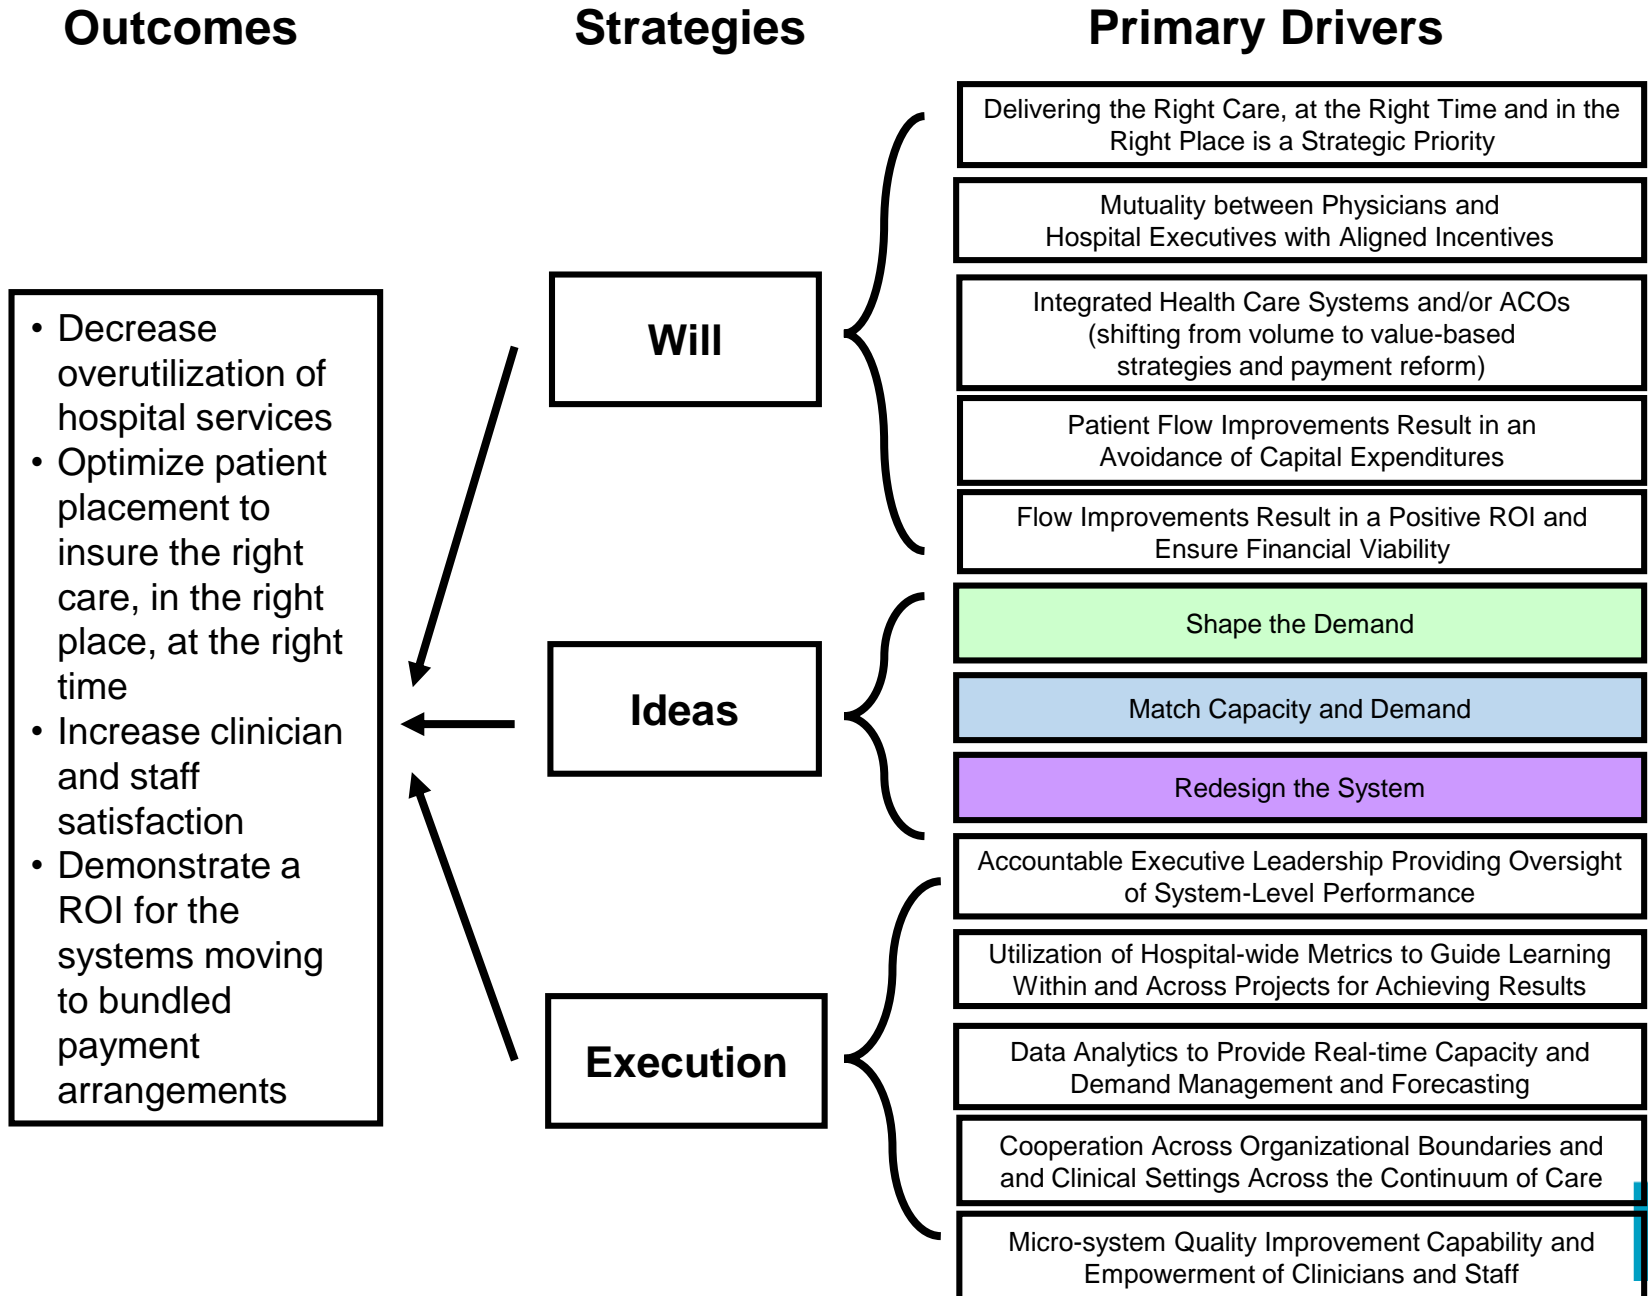 Outcomes
Strategies
Primary Drivers
• Decrease
overutilization of
hospital services
• Optimize patient
placement to
insure the right
care, in the right
place, at the right
time
• Increase clinician
and staff
satisfaction
• Demonstrate a
ROI for the
systems moving
to bundled
payment
arrangements
Will
Ideas
Execution
Delivering the Right Care, at the Right Time and in the
Right Place is a Strategic Priority
Mutuality between Physicians and
Hospital Executives with Aligned Incentives
Integrated Health Care Systems and/or ACOs
(shifting from volume to value-based
strategies and payment reform)
Patient Flow Improvements Result in an
Avoidance of Capital Expenditures
Flow Improvements Result in a Positive ROI and
Ensure Financial Viability
Shape the Demand
Match Capacity and Demand
Redesign the System
Accountable Executive Leadership Providing Oversight
of System-Level Performance
Utilization of Hospital-wide Metrics to Guide Learning
Within and Across Projects for Achieving Results
Data Analytics to Provide Real-time Capacity and
Demand Management and Forecasting
Cooperation Across Organizational Boundaries and
and Clinical Settings Across the Continuum of Care
Micro-system Quality Improvement Capability and
Empowerment of Clinicians and Staff